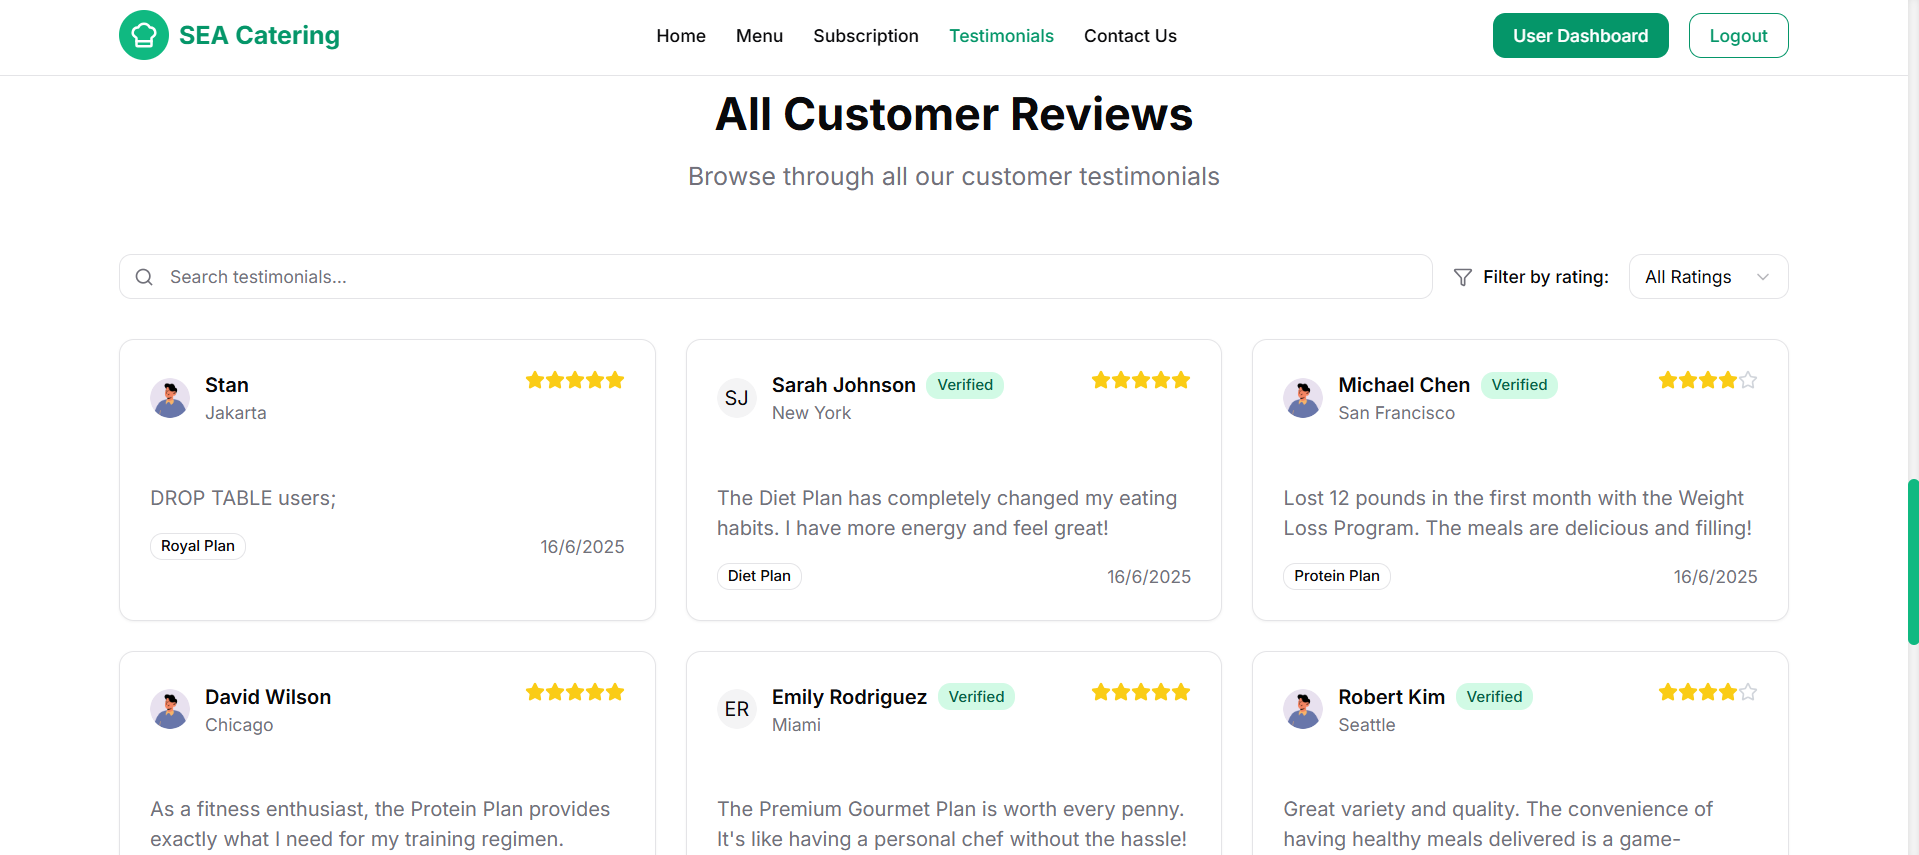 SEA Catering
Home Menu Subscription Testimonials Contact Us
User Dashboard Logout
All Customer Reviews
Browse through all our customer testimonials
Search testimonials...
Filter by rating: All Ratings
Stan
Jakarta
DROP TABLE users;
Royal Plan 16/6/2025
SJ
Sarah Johnson Verified
New York
The Diet Plan has completely changed my eating
habits. I have more energy and feel great!
Diet Plan 16/6/2025
Michael Chen Verified
San Francisco
Lost 12 pounds in the first month with the Weight
Loss Program. The meals are delicious and filling!
Protein Plan 16/6/2025
David Wilson
Chicago
As a fitness enthusiast, the Protein Plan provides
exactly what I need for my training regimen.
ER
Emily Rodriguez Verified
Miami
The Premium Gourmet Plan is worth every penny.
It's like having a personal chef without the hassle!
Robert Kim Verified
Seattle
Great variety and quality. The convenience of
having healthy meals delivered is a game-